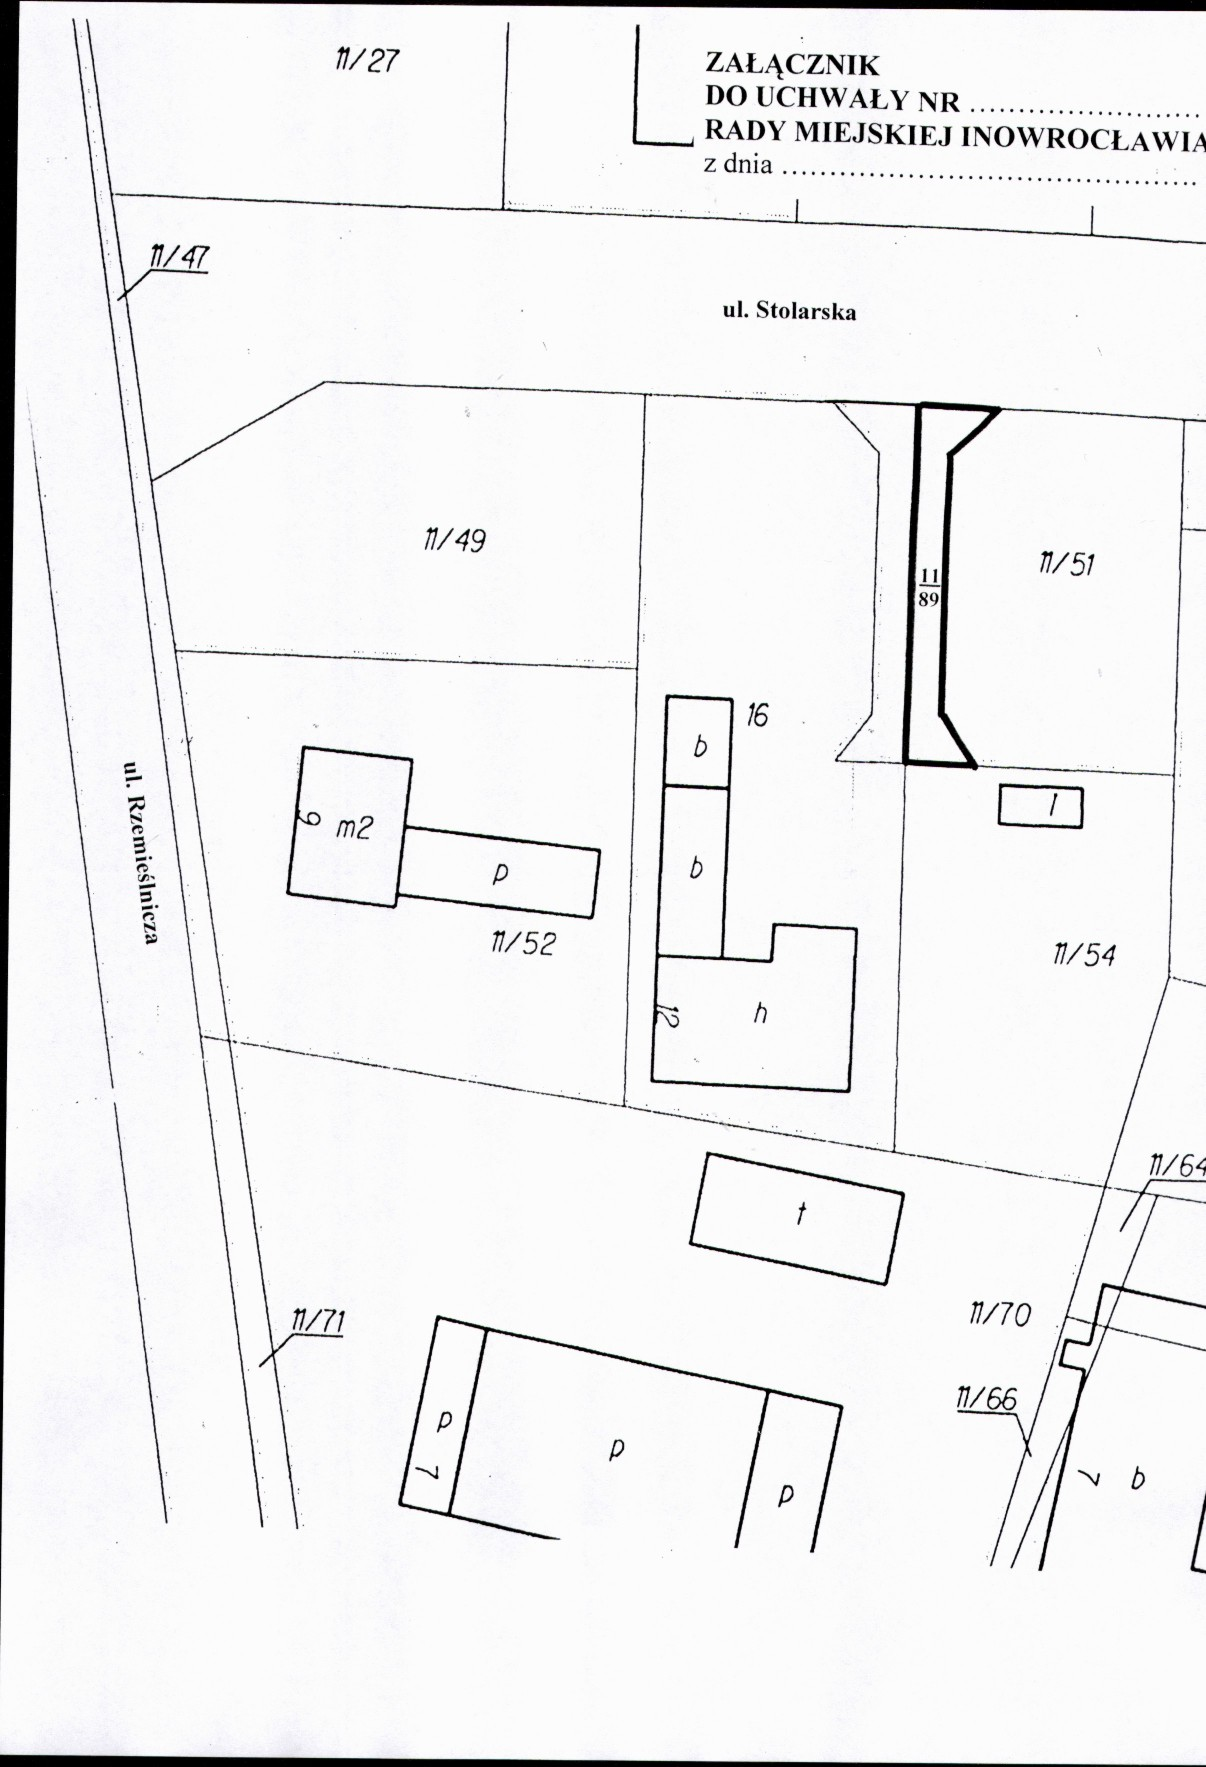 11/27
ZAŁĄCZNIK
DO UCHWAŁY NR ........................
RADY MIEJSKIEJ INOWROCŁAWIA
z dnia ...........................................
11/47
ul. Stolarska
11/49
11/51
11
89
16
b
9
m2
l
p
b
ul. Rzemieślnicza
11/52
11/54
12
h
11/64
t
11/70
11/71
11/66
p
7
p
p
7
b